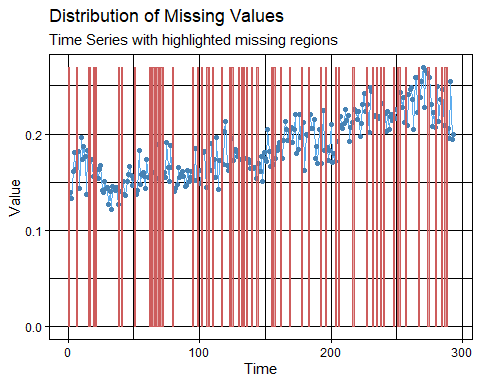 Distribution of Missing Values
Time Series with highlighted missing regions
Value
0.2
0.1
0.0
0 100 200 300
Time